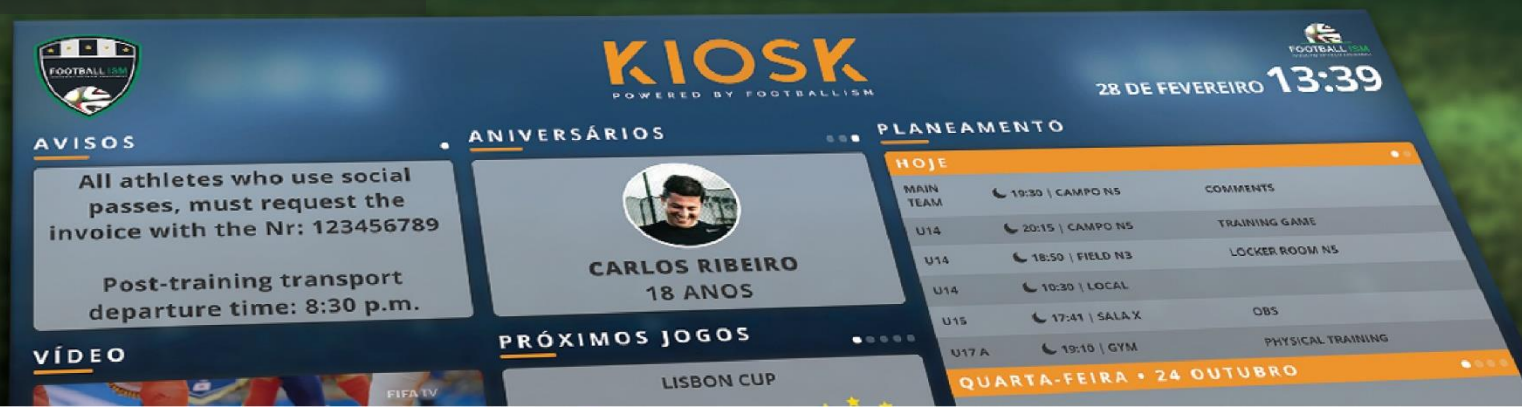 FOOTBALL ISM
KIOSK
POWERED BY FOOTBALLISM
FOOTBALL ISM
28 DE FEVEREIRO 13:39
AVISOS
All athletes who use social
passes, must request the
invoice with the Nr: 123456789
Post-training transport
departure time: 8:30 p.m.
VÍDEO
FIFA TV
ANIVERSÁRIOS
CARLOS RIBEIRO
18 ANOS
PRÓXIMOS JOGOS
LISBON CUP
PLANEAMENTO
HOJE
MAIN TEAM 19:30 | CAMPO N5 COMMENTS
U14 20:15 | CAMPO N5 TRAINING GAME
U14 18:50 | FIELD N3 LOCKER ROOM N5
U14 10:30 | LOCAL
U15 17:41 | SALA X OBS
U17 A 19:10 | GYM PHYSICAL TRAINING
QUARTA-FEIRA • 24 OUTUBRO